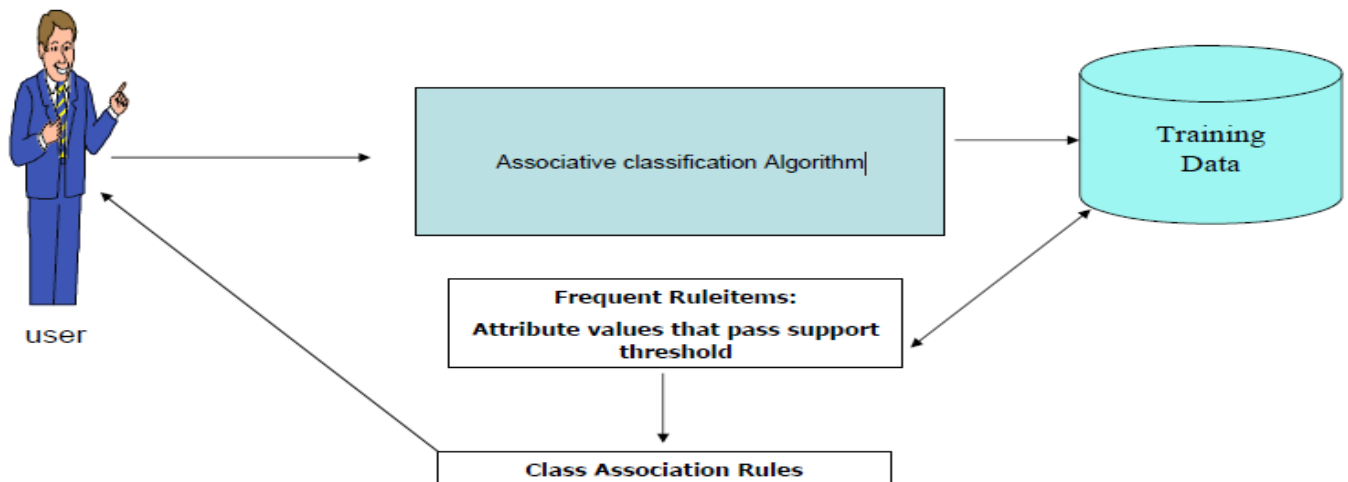 Associative classification Algorithm
Training
Data
Frequent Ruleitems:
Attribute values that pass support
threshold
user
Class Association Rules